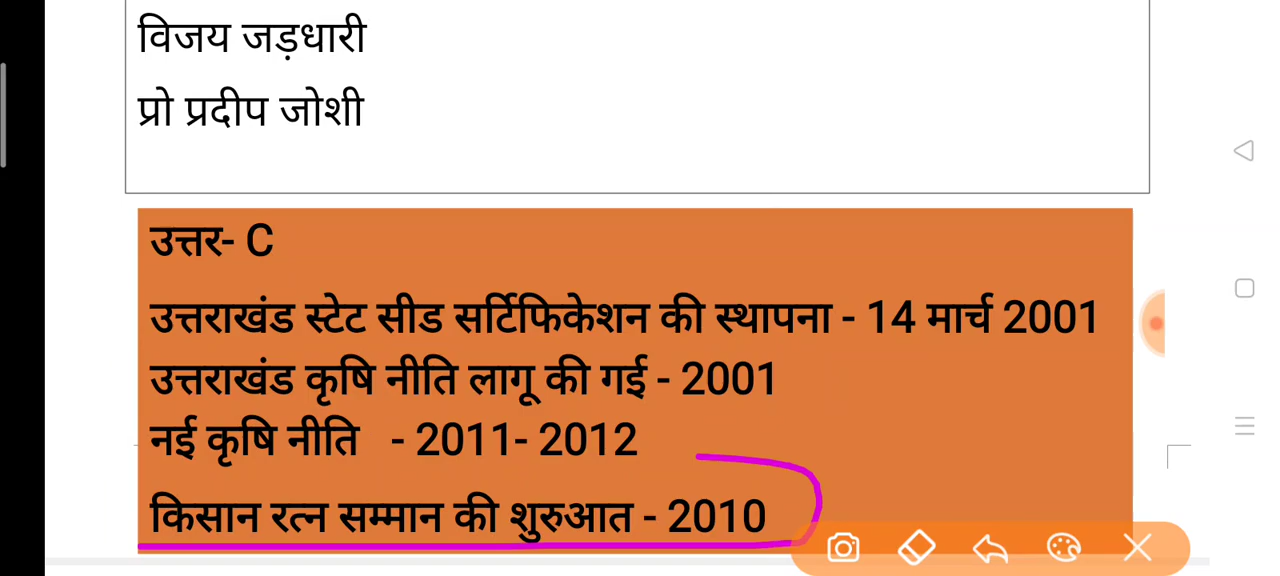 विजय जड़धारी
प्रो प्रदीप जोशी
उत्तर- C
उत्तराखंड स्टेट सीड सर्टिफिकेशन की स्थापना - 14 मार्च 2001
उत्तराखंड कृषि नीति लागू की गई - 2001
नई कृषि नीति - 2011- 2012
किसान रत्न सम्मान की शुरुआत - 2010